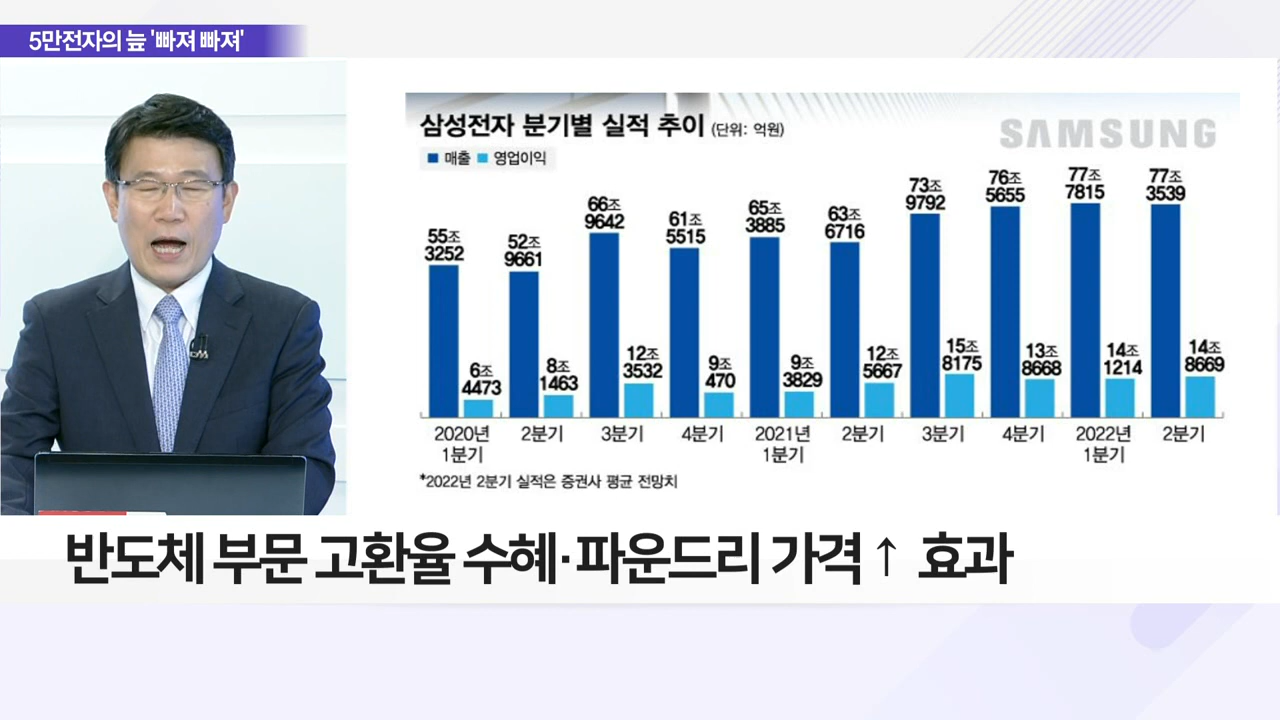 5만전자의 늪 '빠져 빠져'
삼성전자 분기별 실적 추이 (단위: 억원)
SAMSUNG
■ 매출 ■ 영업이익
55조
3252
6조
4473
52조
9661
8조
1463
66조
9642
12조
3532
61조
5515
9조
470
65조
3885
9조
3829
63조
6716
12조
5667
73조
9792
15조
8175
76조
5655
13조
8668
77조
7815
14조
1214
77조
3539
14조
8669
2020년
1분기
2분기
3분기
4분기
2021년
1분기
2분기
3분기
4분기
2022년
1분기
2분기
*2022년 2분기 실적은 증권사 평균 전망치
반도체 부문 고환율 수혜·파운드리 가격↑ 효과